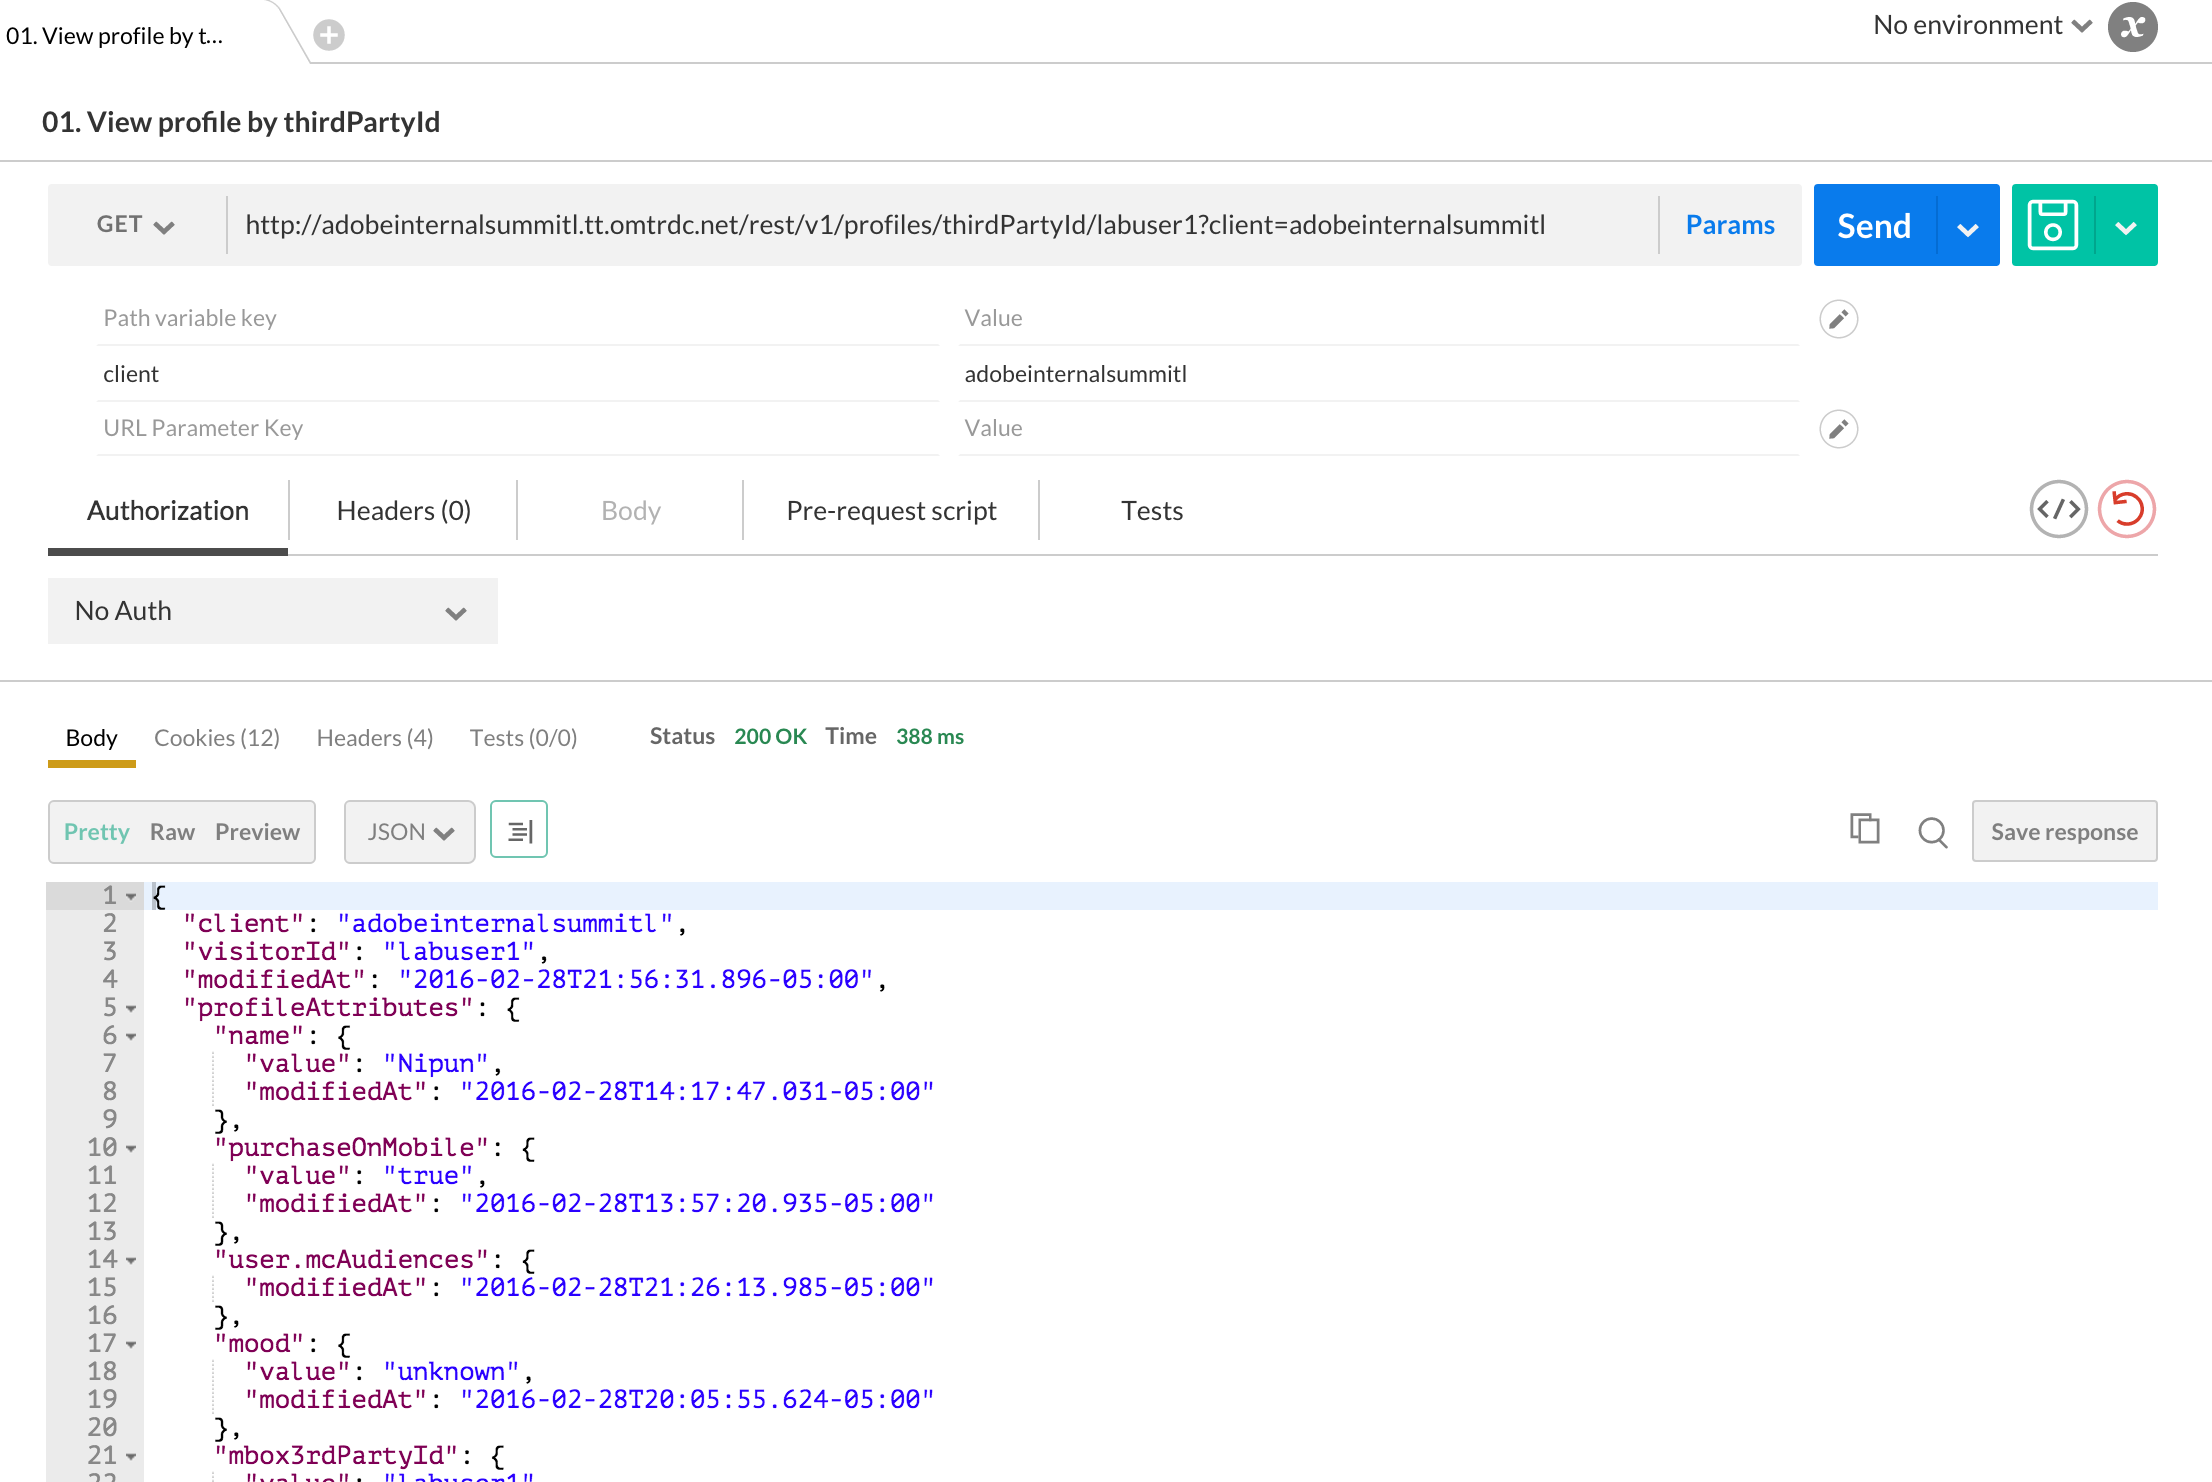 01. View profile by t...
No environment
x
01. View profile by thirdPartyId
GET http://adobeinternalsummitl.tt.omtrdc.net/rest/v1/profiles/thirdPartyId/labuser1?client=adobeinternalsummitl Params Send
Path variable key Value
client adobeinternalsummitl
URL Parameter Key Value
Authorization Headers (0) Body Pre-request script Tests </>
No Auth
Body Cookies (12) Headers (4) Tests (0/0) Status 200 OK Time 388 ms
Pretty Raw Preview JSON Save response
1 {
2 "client": "adobeinternalsummitl",
3 "visitorId": "labuser1",
4 "modifiedAt": "2016-02-28T21:56:31.896-05:00",
5 "profileAttributes": {
6 "name": {
7 "value": "Nipun",
8 "modifiedAt": "2016-02-28T14:17:47.031-05:00"
9 },
10 "purchaseOnMobile": {
11 "value": "true",
12 "modifiedAt": "2016-02-28T13:57:20.935-05:00"
13 },
14 "user.mcAudiences": {
15 "modifiedAt": "2016-02-28T21:26:13.985-05:00"
16 },
17 "mood": {
18 "value": "unknown",
19 "modifiedAt": "2016-02-28T20:05:55.624-05:00"
20 },
21 "mbox3rdPartyId": {
22 "value": "labuser1"